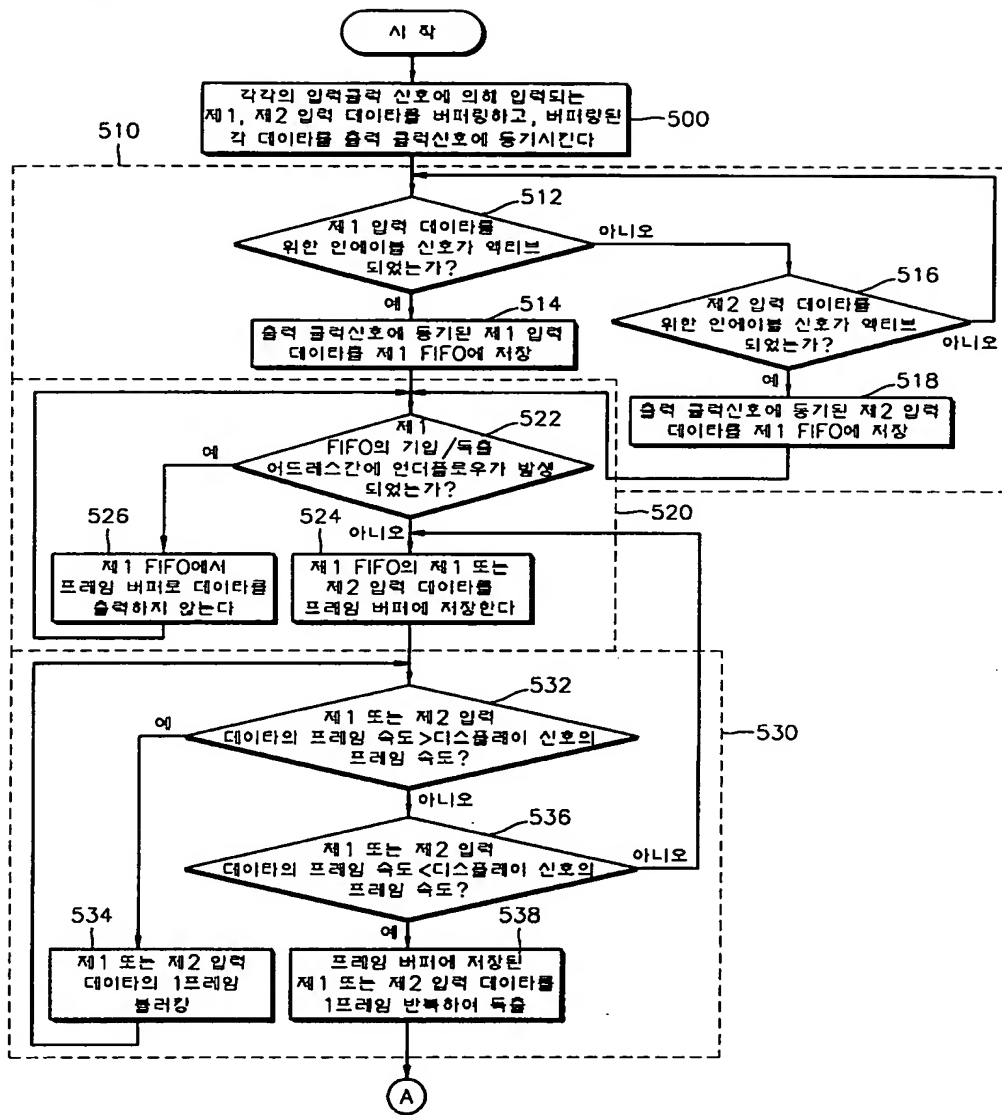 시 작
각각의 입력클럭 신호에 의해 입력되는
제1, 제2 입력 데이타를 버퍼링하고, 버퍼링된
각 데이타를 출력 클럭신호에 동기시킨다
500
510
512
제1 입력 데이타를
위한 인에이블 신호가 액티브
되었는가?
아니오
예
514
출력 클럭신호에 동기된 제1 입력
데이타를 제1 FIFO에 저장
516
제2 입력 데이타를
위한 인에이블 신호가 액티브
되었는가?
아니오
예
518
출력 클럭신호에 동기된 제2 입력
데이타를 제1 FIFO에 저장
522
제1
FIFO의 기입/독출
어드레스간에 언더플로우가 발생
되었는가?
예
아니오
520
526
제1 FIFO에서
프레임 버퍼로 데이타를
출력하지 않는다
524
제1 FIFO의 제1 또는
제2 입력 데이타를
프레임 버퍼에 저장한다
532
제1 또는 제2 입력
데이타의 프레임 속도>디스플레이 신호의
프레임 속도?
예
아니오
530
536
제1 또는 제2 입력
데이타의 프레임 속도<디스플레이 신호의
프레임 속도?
아니오
예
534
제1 또는 제2 입력
데이타의 1프레임
블러킹
538
프레임 버퍼에 저장된
제1 또는 제2 입력 데이타를
1프레임 반복하여 독출
A